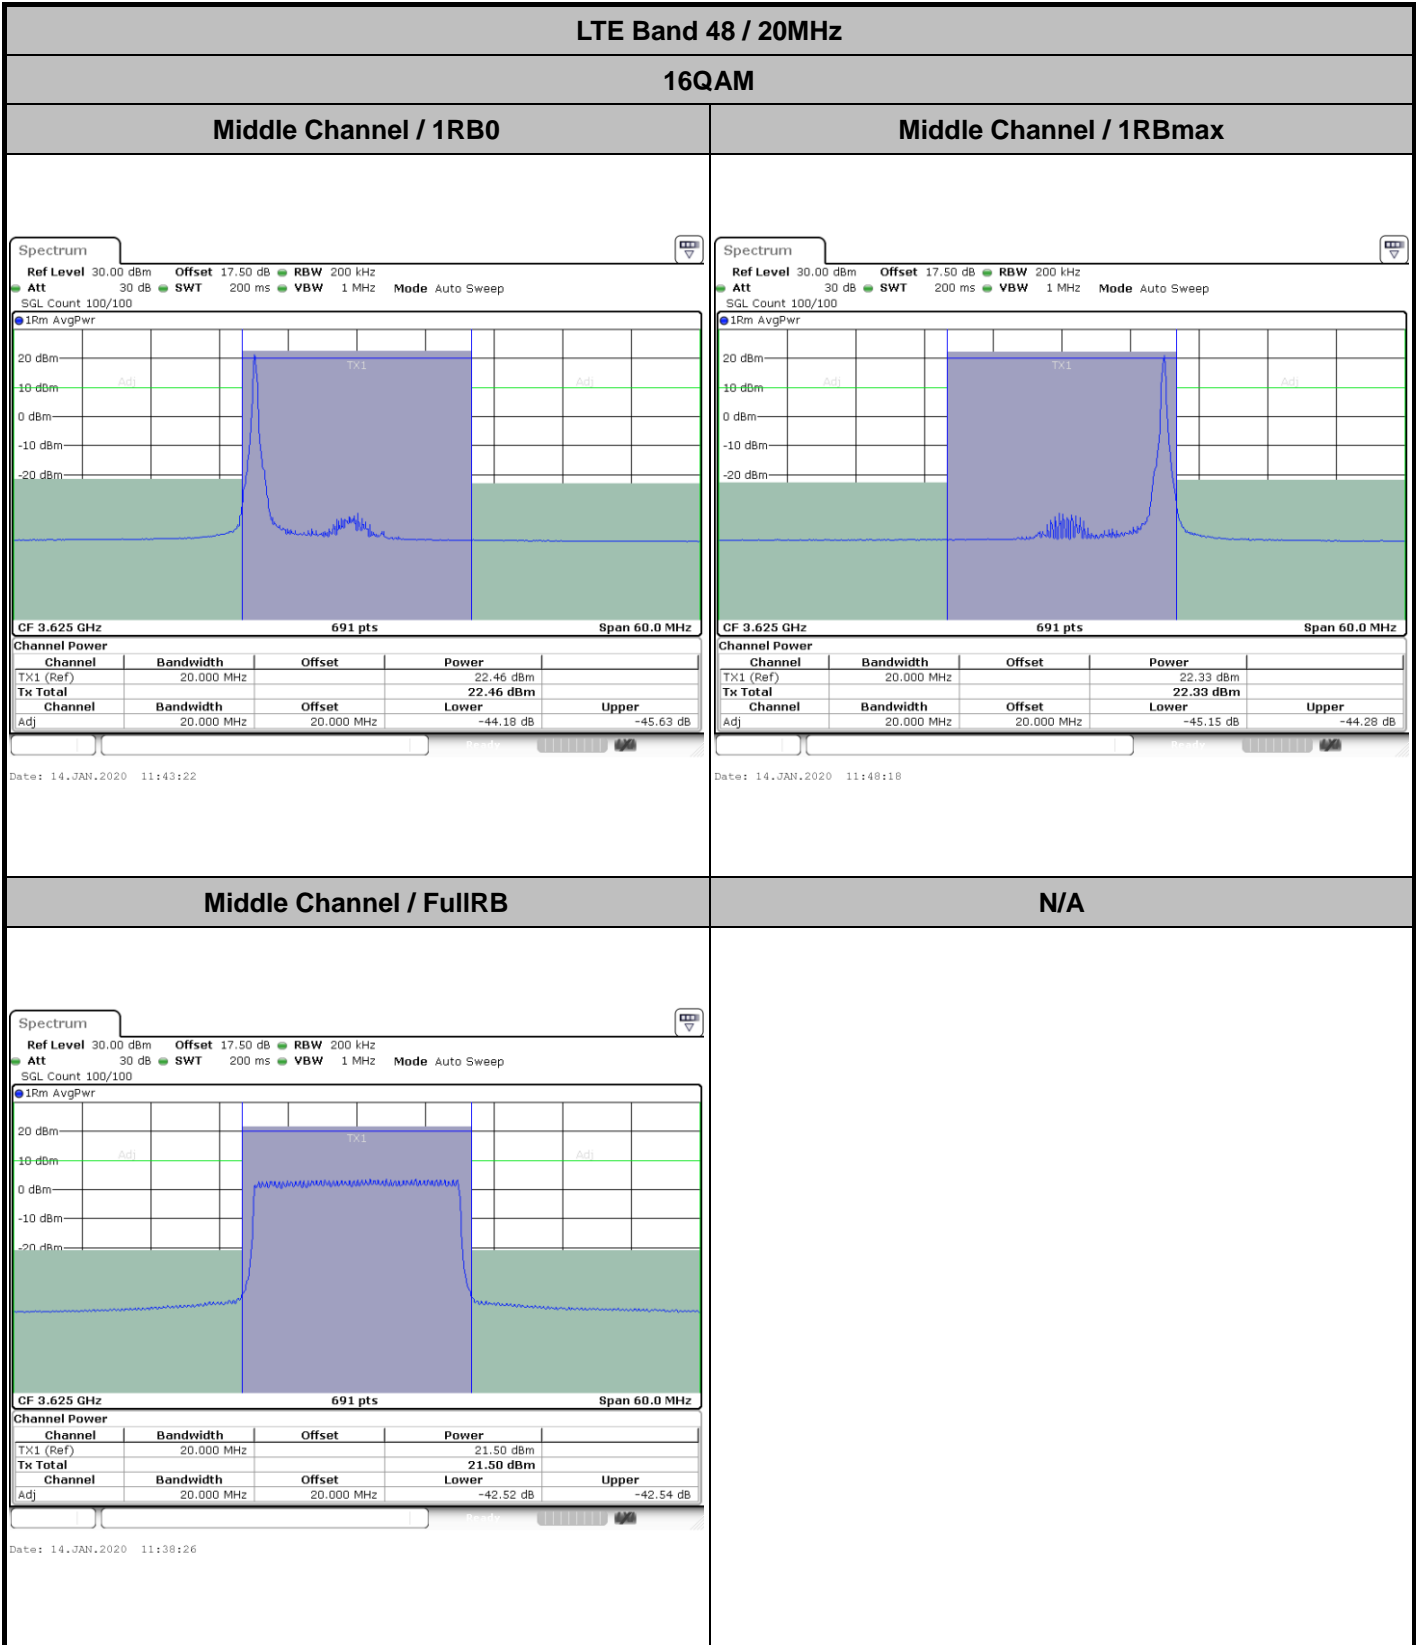 LTE Band 48 / 20MHz
16QAM
Middle Channel / 1RB0
Middle Channel / 1RBmax
Spectrum
Ref Level 30.00 dBm Offset 17.50 dB RBW 200 kHz
Att 30 dB SWT 200 ms VBW 1 MHz Mode Auto Sweep
SGL Count 100/100
1Rm AvgPwr
TX1
Adj
Adj
20 dBm
10 dBm
0 dBm
-10 dBm
-20 dBm
CF 3.625 GHz 691 pts Span 60.0 MHz
Channel Power
Channel Bandwidth Offset Power
TX1 (Ref) 20.000 MHz 22.46 dBm
Tx Total 22.46 dBm
Channel Bandwidth Offset Lower Upper
Adj 20.000 MHz 20.000 MHz -44.18 dB -45.63 dB
Ready
Date: 14.JAN.2020 11:43:22
Spectrum
Ref Level 30.00 dBm Offset 17.50 dB RBW 200 kHz
Att 30 dB SWT 200 ms VBW 1 MHz Mode Auto Sweep
SGL Count 100/100
1Rm AvgPwr
TX1
Adj
Adj
20 dBm
10 dBm
0 dBm
-10 dBm
-20 dBm
CF 3.625 GHz 691 pts Span 60.0 MHz
Channel Power
Channel Bandwidth Offset Power
TX1 (Ref) 20.000 MHz 22.33 dBm
Tx Total 22.33 dBm
Channel Bandwidth Offset Lower Upper
Adj 20.000 MHz 20.000 MHz -45.15 dB -44.28 dB
Ready
Date: 14.JAN.2020 11:48:18
Middle Channel / FullRB
N/A
Spectrum
Ref Level 30.00 dBm Offset 17.50 dB RBW 200 kHz
Att 30 dB SWT 200 ms VBW 1 MHz Mode Auto Sweep
SGL Count 100/100
1Rm AvgPwr
TX1
Adj
Adj
20 dBm
10 dBm
0 dBm
-10 dBm
-20 dBm
CF 3.625 GHz 691 pts Span 60.0 MHz
Channel Power
Channel Bandwidth Offset Power
TX1 (Ref) 20.000 MHz 21.50 dBm
Tx Total 21.50 dBm
Channel Bandwidth Offset Lower Upper
Adj 20.000 MHz 20.000 MHz -42.52 dB -42.54 dB
Ready
Date: 14.JAN.2020 11:38:26